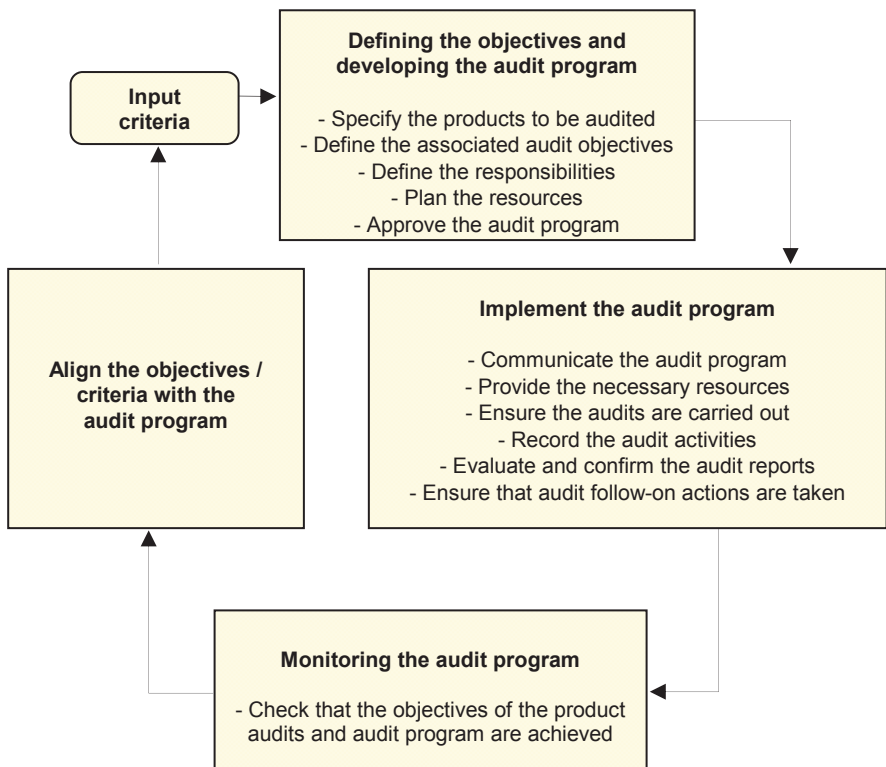 Input
criteria
Defining the objectives and
developing the audit program
- Specify the products to be audited
- Define the associated audit objectives
- Define the responsibilities
- Plan the resources
- Approve the audit program
Implement the audit program
- Communicate the audit program
- Provide the necessary resources
- Ensure the audits are carried out
- Record the audit activities
- Evaluate and confirm the audit reports
- Ensure that audit follow-on actions are taken
Monitoring the audit program
- Check that the objectives of the product
audits and audit program are achieved
Align the objectives /
criteria with the
audit program